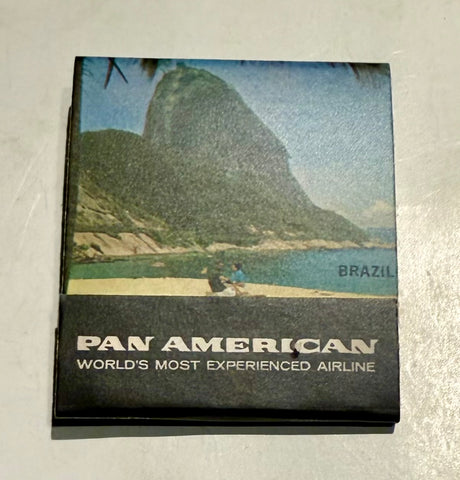 BRAZIL
PAN AMERICAN
WORLD'S MOST EXPERIENCED AIRLINE